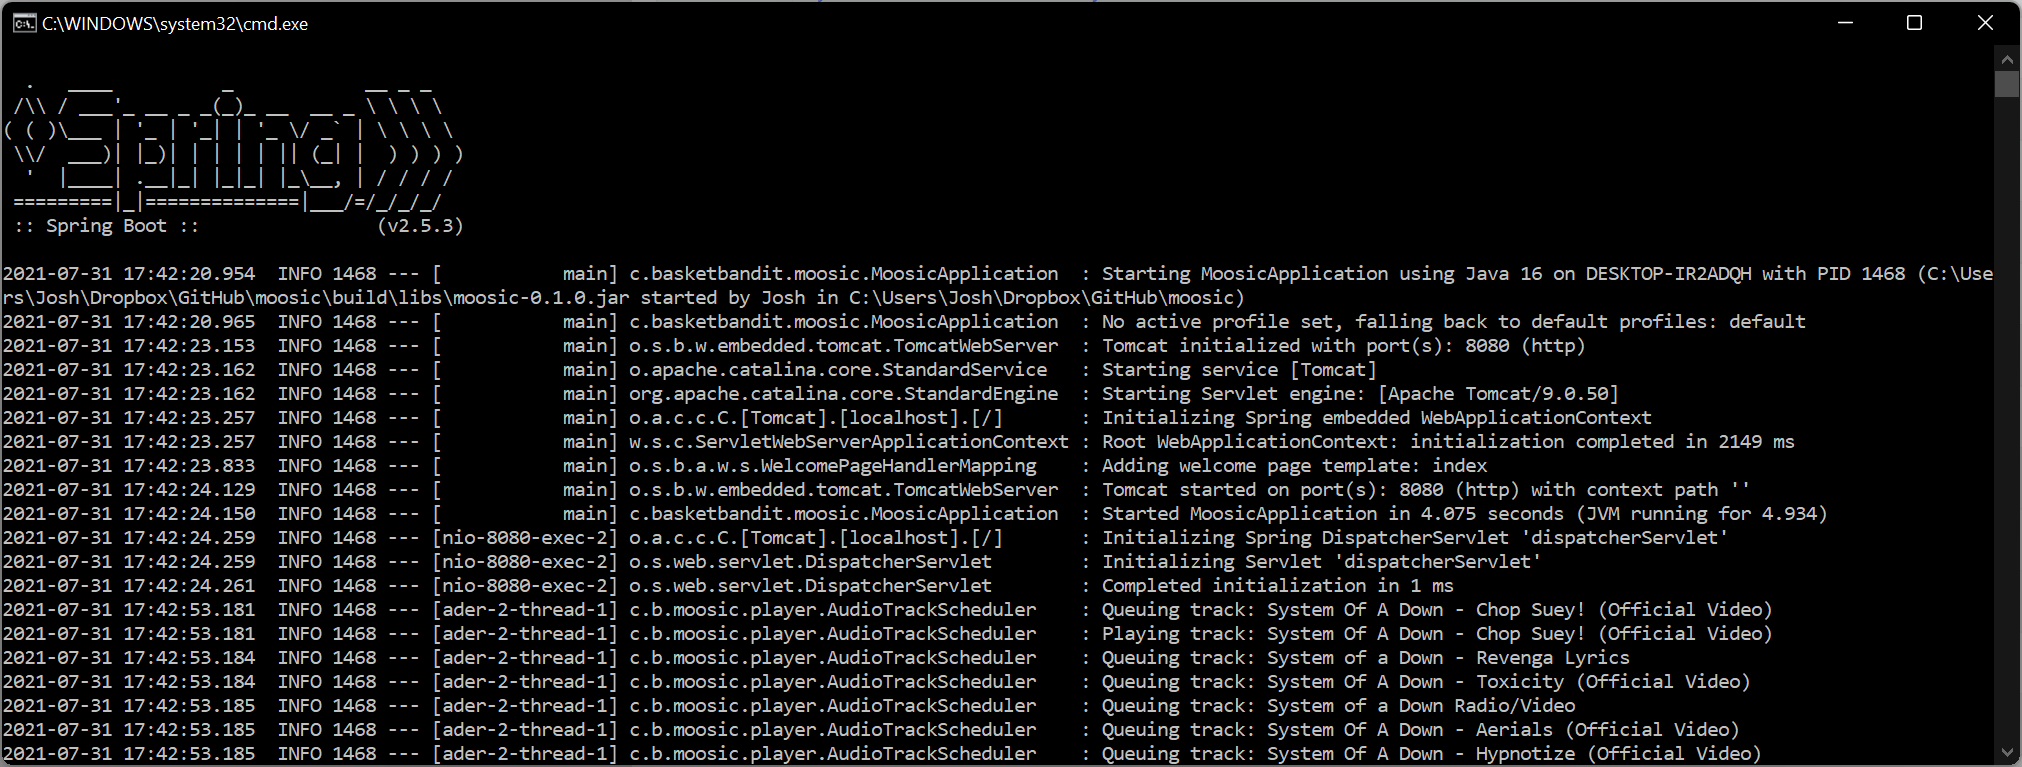 C:\WINDOWS\system32\cmd.exe
  .   ____          _            __ _ _
 /\\ / ___'_ __ _ _(_)_ __  __ _ \ \ \ \
( ( )\___ | '_ | '_| | '_ \/ _` | \ \ \ \
 \\/  ___)| |_)| | | | | || (_| |  ) ) ) )
  '  |____| .__|_| |_|_| |_\__, | / / / /
 =========|_|==============|___/=/_/_/_/
 :: Spring Boot ::                (v2.5.3)

2021-07-31 17:42:20.954  INFO 1468 --- [           main] c.basketbandit.moosic.MoosicApplication  : Starting MoosicApplication using Java 16 on DESKTOP-IR2ADQH with PID 1468 (C:\Use
rs\Josh\Dropbox\GitHub\moosic\build\libs\moosic-0.1.0.jar started by Josh in C:\Users\Josh\Dropbox\GitHub\moosic)
2021-07-31 17:42:20.965  INFO 1468 --- [           main] c.basketbandit.moosic.MoosicApplication  : No active profile set, falling back to default profiles: default
2021-07-31 17:42:23.153  INFO 1468 --- [           main] o.s.b.w.embedded.tomcat.TomcatWebServer  : Tomcat initialized with port(s): 8080 (http)
2021-07-31 17:42:23.162  INFO 1468 --- [           main] o.apache.catalina.core.StandardService   : Starting service [Tomcat]
2021-07-31 17:42:23.162  INFO 1468 --- [           main] org.apache.catalina.core.StandardEngine  : Starting Servlet engine: [Apache Tomcat/9.0.50]
2021-07-31 17:42:23.257  INFO 1468 --- [           main] o.a.c.c.C.[Tomcat].[localhost].[/]       : Initializing Spring embedded WebApplicationContext
2021-07-31 17:42:23.257  INFO 1468 --- [           main] w.s.c.ServletWebServerApplicationContext : Root WebApplicationContext: initialization completed in 2149 ms
2021-07-31 17:42:23.833  INFO 1468 --- [           main] o.s.b.a.w.s.WelcomePageHandlerMapping    : Adding welcome page template: index
2021-07-31 17:42:24.129  INFO 1468 --- [           main] o.s.b.w.embedded.tomcat.TomcatWebServer  : Tomcat started on port(s): 8080 (http) with context path ''
2021-07-31 17:42:24.150  INFO 1468 --- [           main] c.basketbandit.moosic.MoosicApplication  : Started MoosicApplication in 4.075 seconds (JVM running for 4.934)
2021-07-31 17:42:24.259  INFO 1468 --- [nio-8080-exec-2] o.a.c.c.C.[Tomcat].[localhost].[/]       : Initializing Spring DispatcherServlet 'dispatcherServlet'
2021-07-31 17:42:24.259  INFO 1468 --- [nio-8080-exec-2] o.s.web.servlet.DispatcherServlet        : Initializing Servlet 'dispatcherServlet'
2021-07-31 17:42:24.261  INFO 1468 --- [nio-8080-exec-2] o.s.web.servlet.DispatcherServlet        : Completed initialization in 1 ms
2021-07-31 17:42:53.181  INFO 1468 --- [ader-2-thread-1] c.b.moosic.player.AudioTrackScheduler    : Queuing track: System Of A Down - Chop Suey! (Official Video)
2021-07-31 17:42:53.181  INFO 1468 --- [ader-2-thread-1] c.b.moosic.player.AudioTrackScheduler    : Playing track: System Of A Down - Chop Suey! (Official Video)
2021-07-31 17:42:53.184  INFO 1468 --- [ader-2-thread-1] c.b.moosic.player.AudioTrackScheduler    : Queuing track: System of a Down - Revenga Lyrics
2021-07-31 17:42:53.184  INFO 1468 --- [ader-2-thread-1] c.b.moosic.player.AudioTrackScheduler    : Queuing track: System Of A Down - Toxicity (Official Video)
2021-07-31 17:42:53.185  INFO 1468 --- [ader-2-thread-1] c.b.moosic.player.AudioTrackScheduler    : Queuing track: System of a Down Radio/Video
2021-07-31 17:42:53.185  INFO 1468 --- [ader-2-thread-1] c.b.moosic.player.AudioTrackScheduler    : Queuing track: System Of A Down - Aerials (Official Video)
2021-07-31 17:42:53.185  INFO 1468 --- [ader-2-thread-1] c.b.moosic.player.AudioTrackScheduler    : Queuing track: System Of A Down - Hypnotize (Official Video)